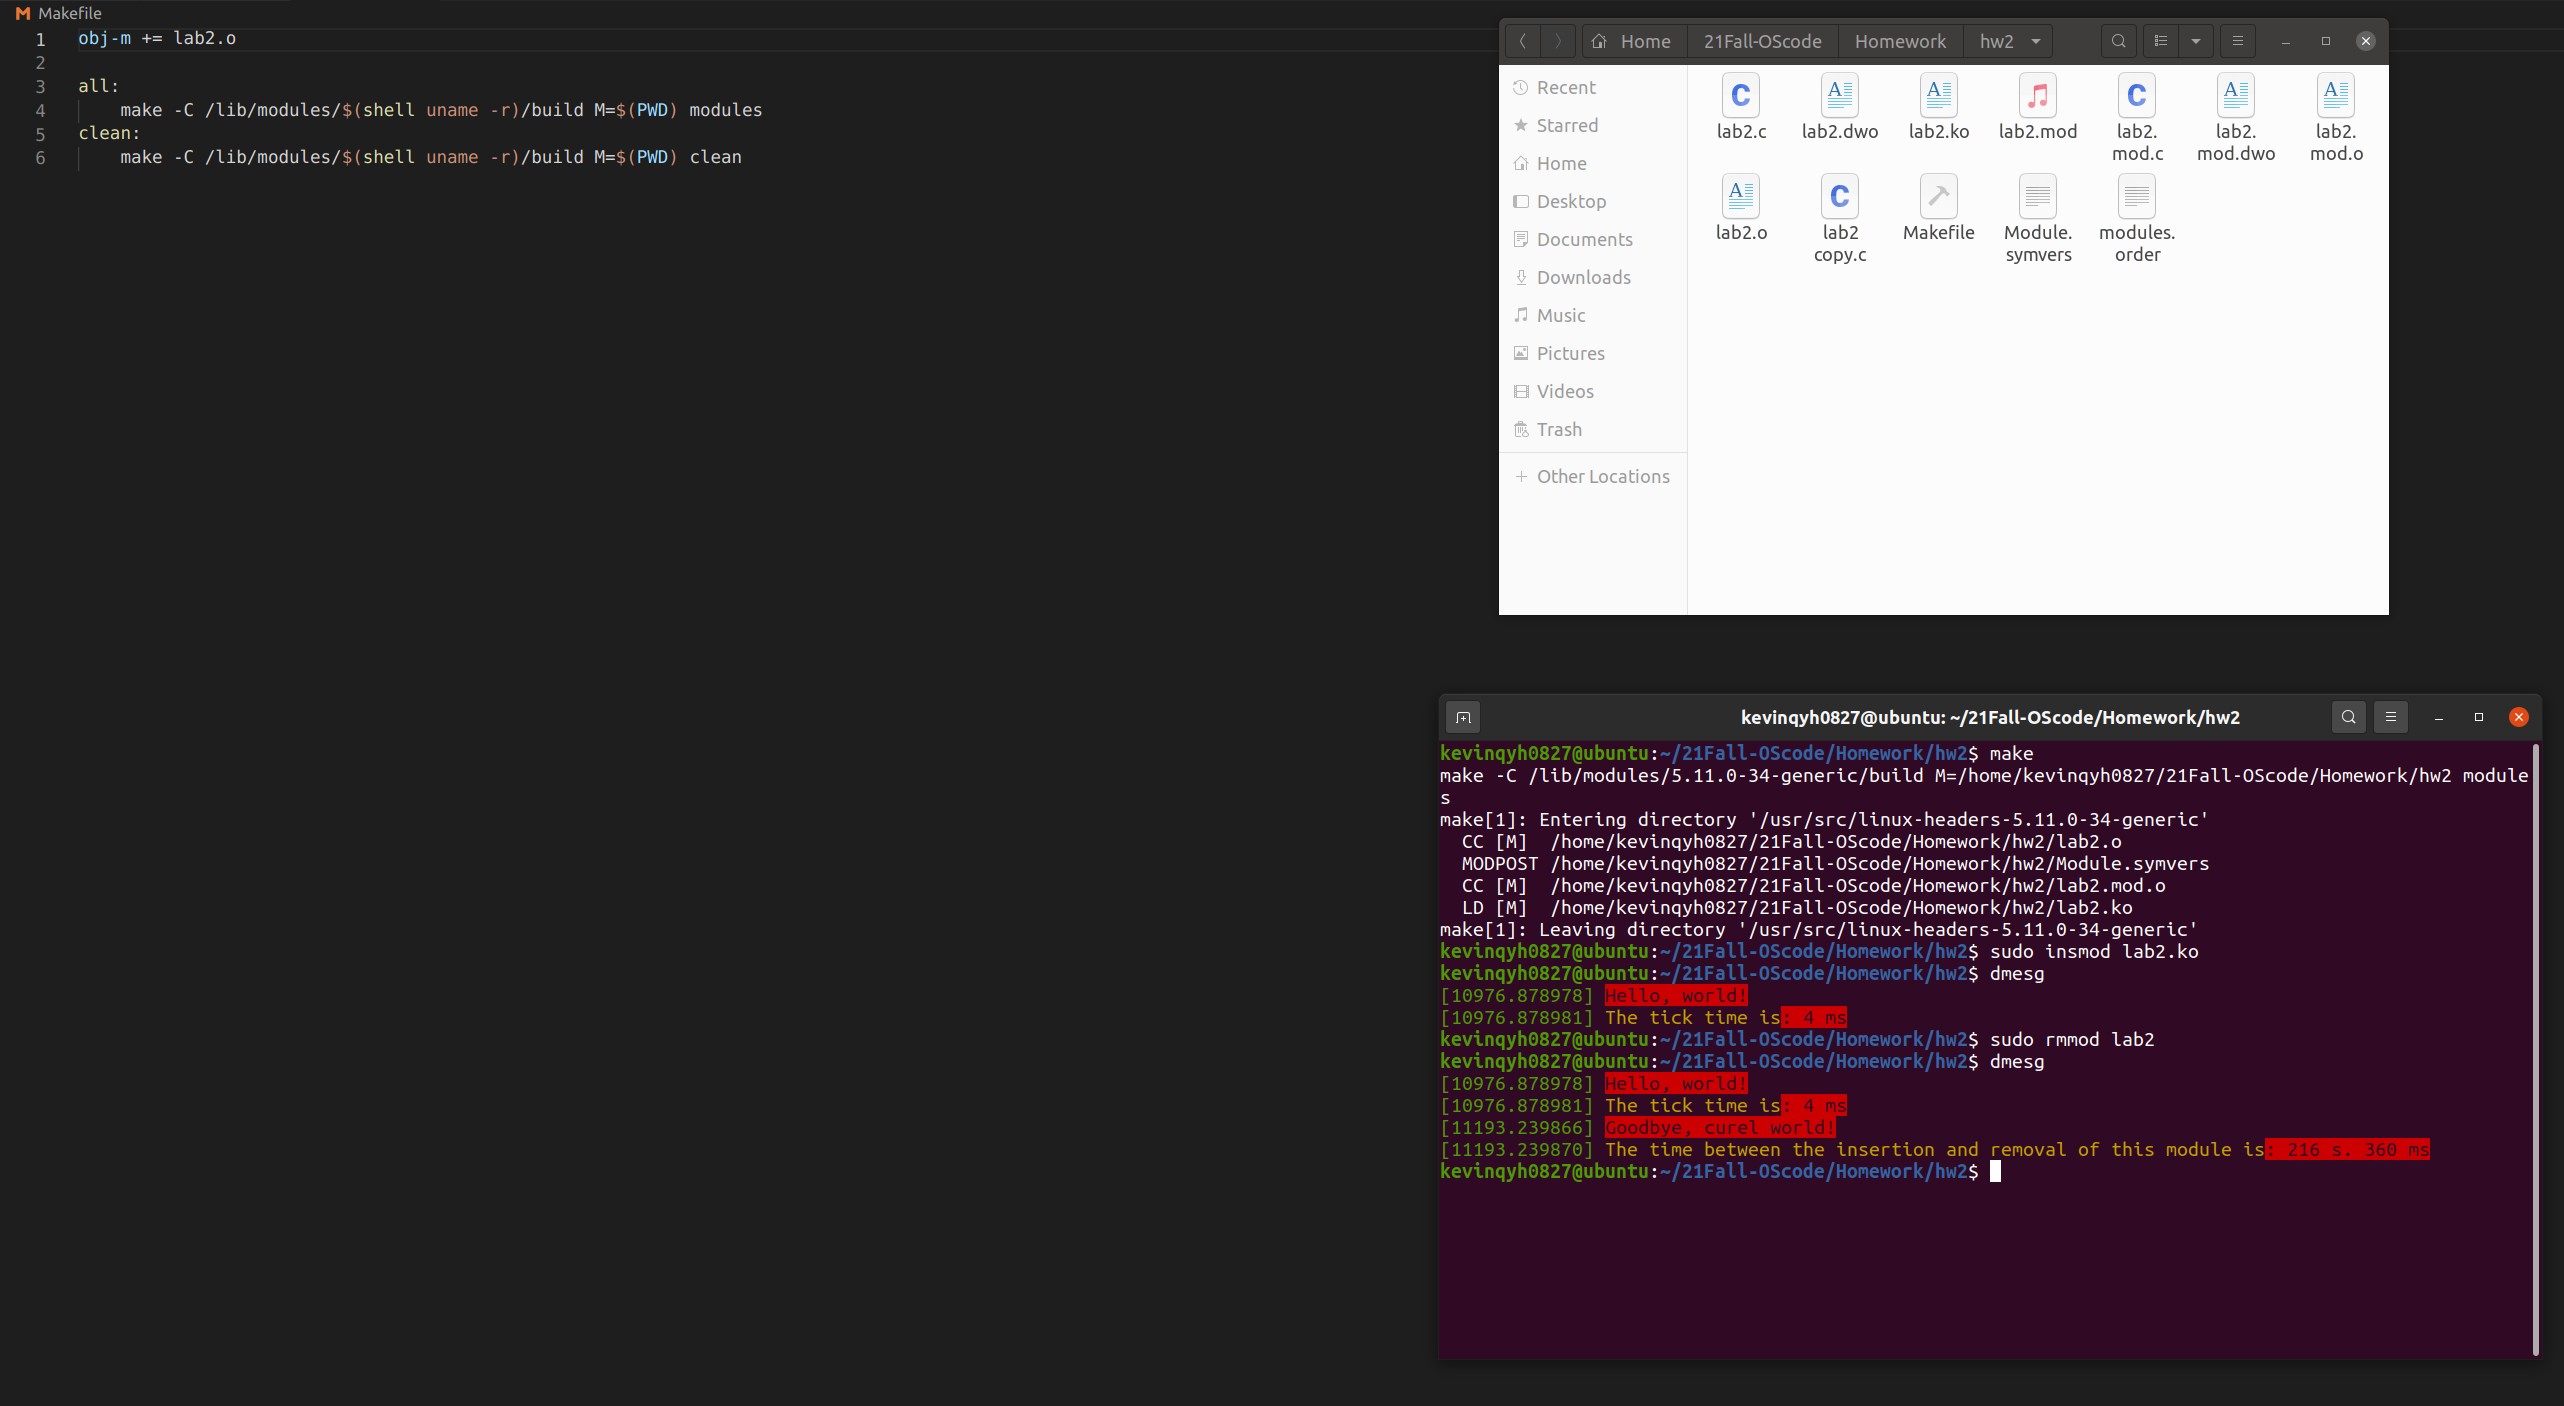 Makefile
1 obj-m += lab2.o
2
3 all:
4 make -C /lib/modules/$(shell uname -r)/build M=$(PWD) modules
5 clean:
6 make -C /lib/modules/$(shell uname -r)/build M=$(PWD) clean
Home 21Fall-OScode Homework hw2
Recent
Starred
Home
Desktop
Documents
Downloads
Music
Pictures
Videos
Trash
Other Locations
lab2.c
lab2.dwo
lab2.ko
lab2.mod
lab2.
mod.c
lab2.
mod.dwo
lab2.
mod.o
lab2.o
lab2
copy.c
Makefile
Module.
symvers
modules.
order
kevinqyh0827@ubuntu: ~/21Fall-OScode/Homework/hw2
kevinqyh0827@ubuntu:~/21Fall-OScode/Homework/hw2$ make
make -C /lib/modules/5.11.0-34-generic/build M=/home/kevinqyh0827/21Fall-OScode/Homework/hw2 module
s
make[1]: Entering directory '/usr/src/linux-headers-5.11.0-34-generic'
CC [M]  /home/kevinqyh0827/21Fall-OScode/Homework/hw2/lab2.o
MODPOST /home/kevinqyh0827/21Fall-OScode/Homework/hw2/Module.symvers
CC [M]  /home/kevinqyh0827/21Fall-OScode/Homework/hw2/lab2.mod.o
LD [M]  /home/kevinqyh0827/21Fall-OScode/Homework/hw2/lab2.ko
make[1]: Leaving directory '/usr/src/linux-headers-5.11.0-34-generic'
kevinqyh0827@ubuntu:~/21Fall-OScode/Homework/hw2$ sudo insmod lab2.ko
kevinqyh0827@ubuntu:~/21Fall-OScode/Homework/hw2$ dmesg
[10976.878978] Hello, world!
[10976.878981] The tick time is: 4 ms
kevinqyh0827@ubuntu:~/21Fall-OScode/Homework/hw2$ sudo rmmod lab2
kevinqyh0827@ubuntu:~/21Fall-OScode/Homework/hw2$ dmesg
[10976.878978] Hello, world!
[10976.878981] The tick time is: 4 ms
[11193.239866] Goodbye, curel world!
[11193.239870] The time between the insertion and removal of this module is: 216 s. 360 ms
kevinqyh0827@ubuntu:~/21Fall-OScode/Homework/hw2$